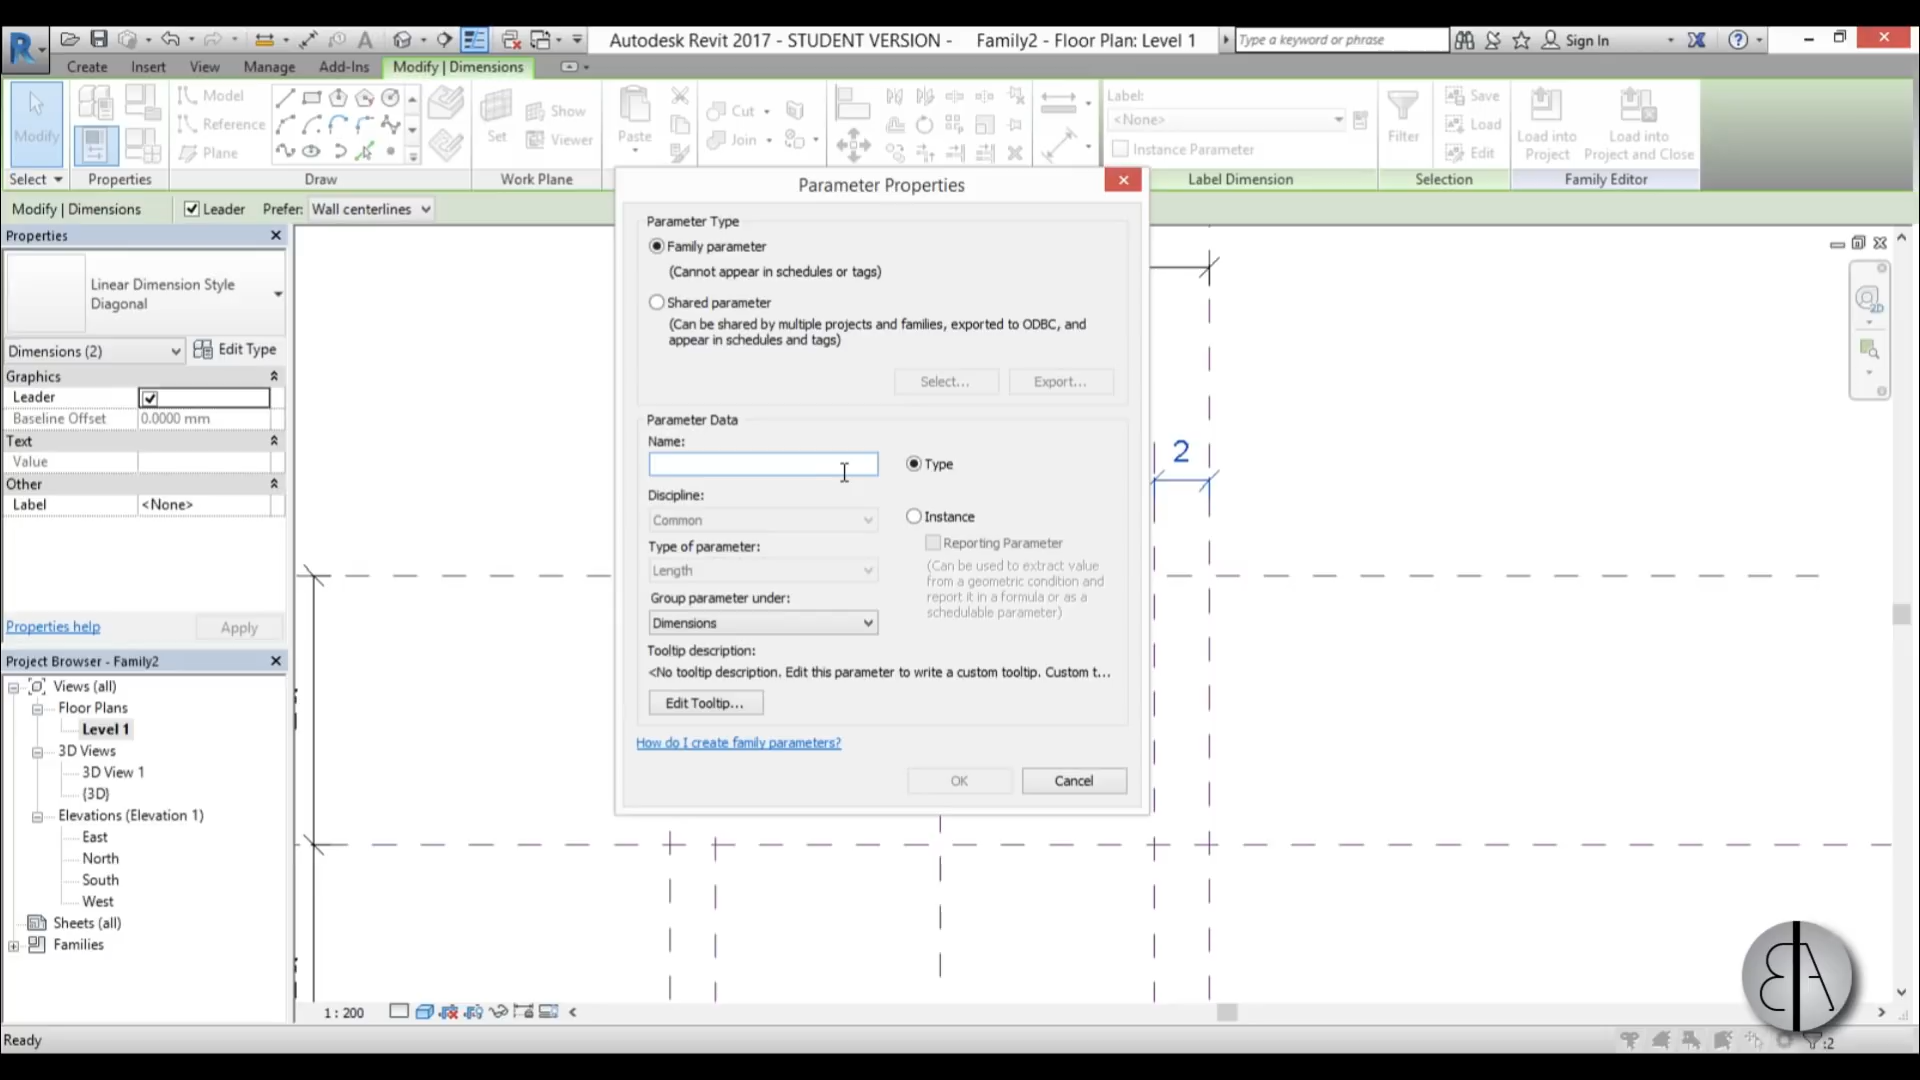 Autodesk Revit 2017 - STUDENT VERSION - Family2 - Floor Plan: Level 1
Type a keyword or phrase
Sign In
Create Insert View Manage Add-Ins Modify | Dimensions
Modify
Model
Reference
Plane
Set
Show
Viewer
Paste
Cut
Join
Label:
<None>
Instance Parameter
Filter
Save
Load
Edit
Load into Project
Load into Project and Close
Select Properties Draw Work Plane Label Dimension Selection Family Editor
Modify | Dimensions Leader Prefer: Wall centerlines
Properties
Linear Dimension Style
Diagonal
Dimensions (2) Edit Type
Graphics
Leader
Baseline Offset 0.0000 mm
Text
Value
Other
Label <None>
Properties help Apply
Project Browser - Family2
Views (all)
Floor Plans
Level 1
3D Views
3D View 1
{3D}
Elevations (Elevation 1)
East
North
South
West
Sheets (all)
Families
Parameter Properties
Parameter Type
Family parameter
(Cannot appear in schedules or tags)
Shared parameter
(Can be shared by multiple projects and families, exported to ODBC, and
appear in schedules and tags)
Select... Export...
Parameter Data
Name:
Type
Discipline:
Common
Instance
Reporting Parameter
Type of parameter:
Length
(Can be used to extract value
from a geometric condition and
report it in a formula or as a
schedulable parameter)
Group parameter under:
Dimensions
Tooltip description:
<No tooltip description. Edit this parameter to write a custom tooltip. Custom t...
Edit Tooltip...
How do I create family parameters?
OK Cancel
2
2D
1 : 200
Ready
:2